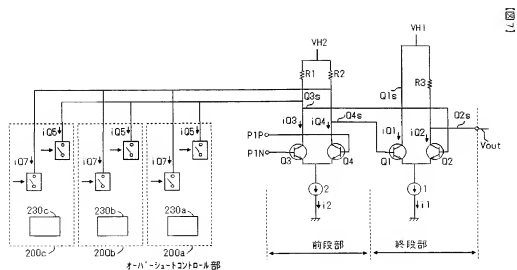 【図7】
VH2
VH1
R1
R2
R3
Q3s
Q1s
iQ3
iQ4
Q4s
iQ1
iQ2
Q2s
Vout
P1P
P1N
Q3
Q4
Q1
Q2
2
i2
1
i1
前段部
終段部
iQ5
iQ5
iQ5
iQ7
iQ7
iQ7
230c
230b
230a
200c
200b
200a
オーバーシュートコントロール部